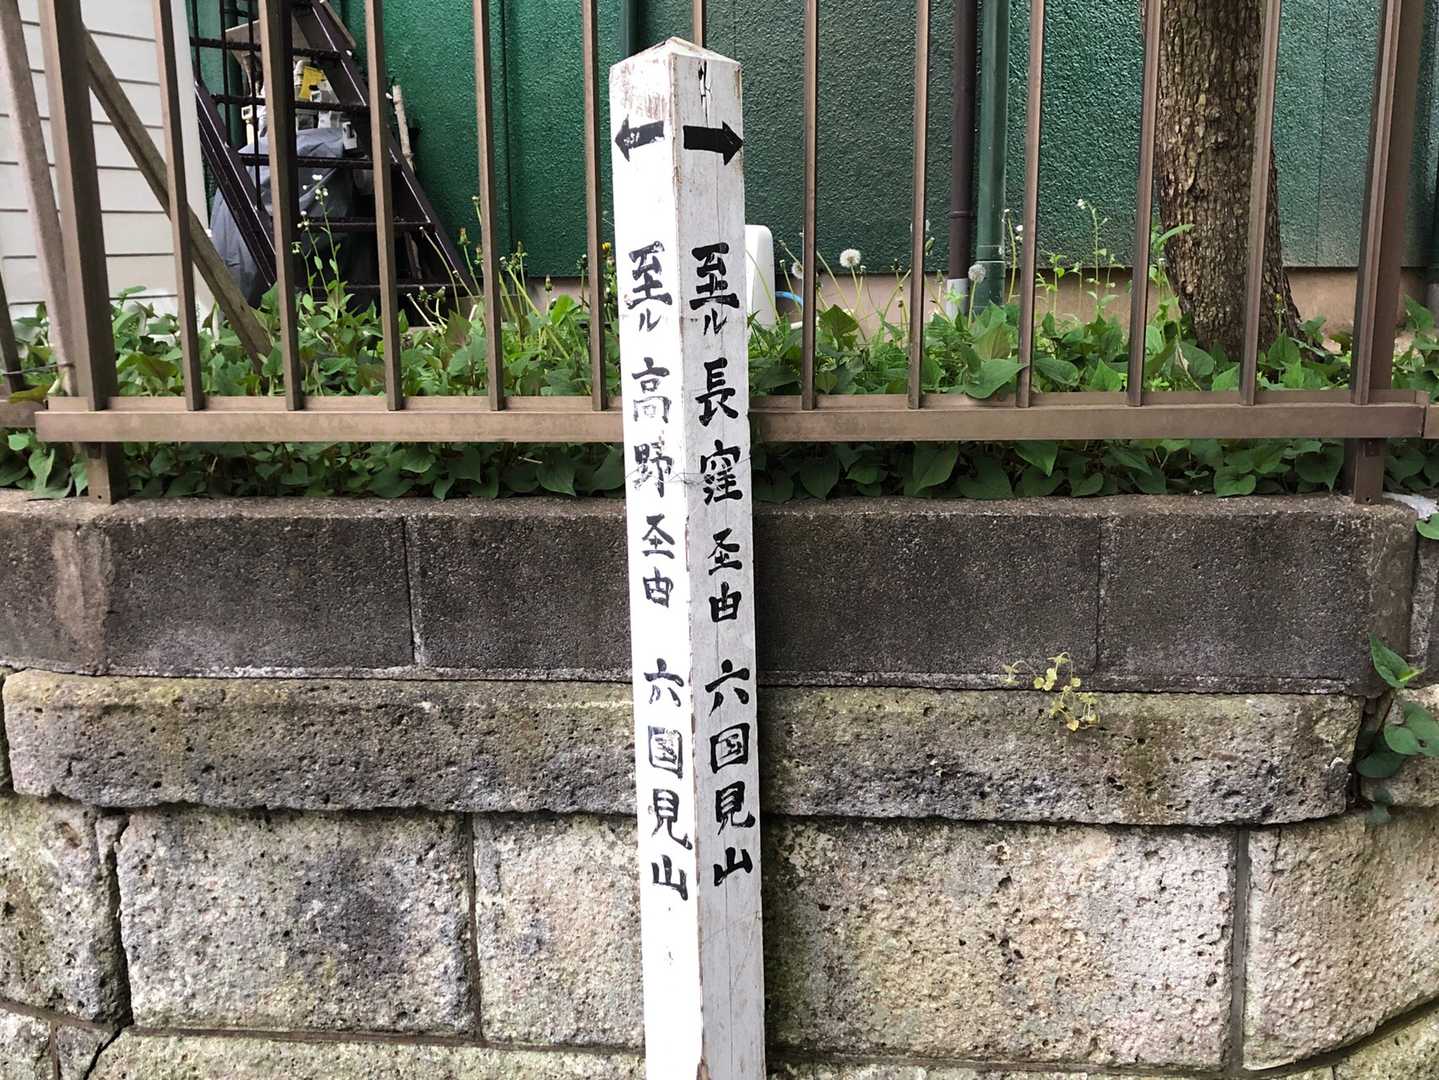 ← 至ル 高野 圣由 六国見山
→ 至ル 長窪 圣由 六国見山